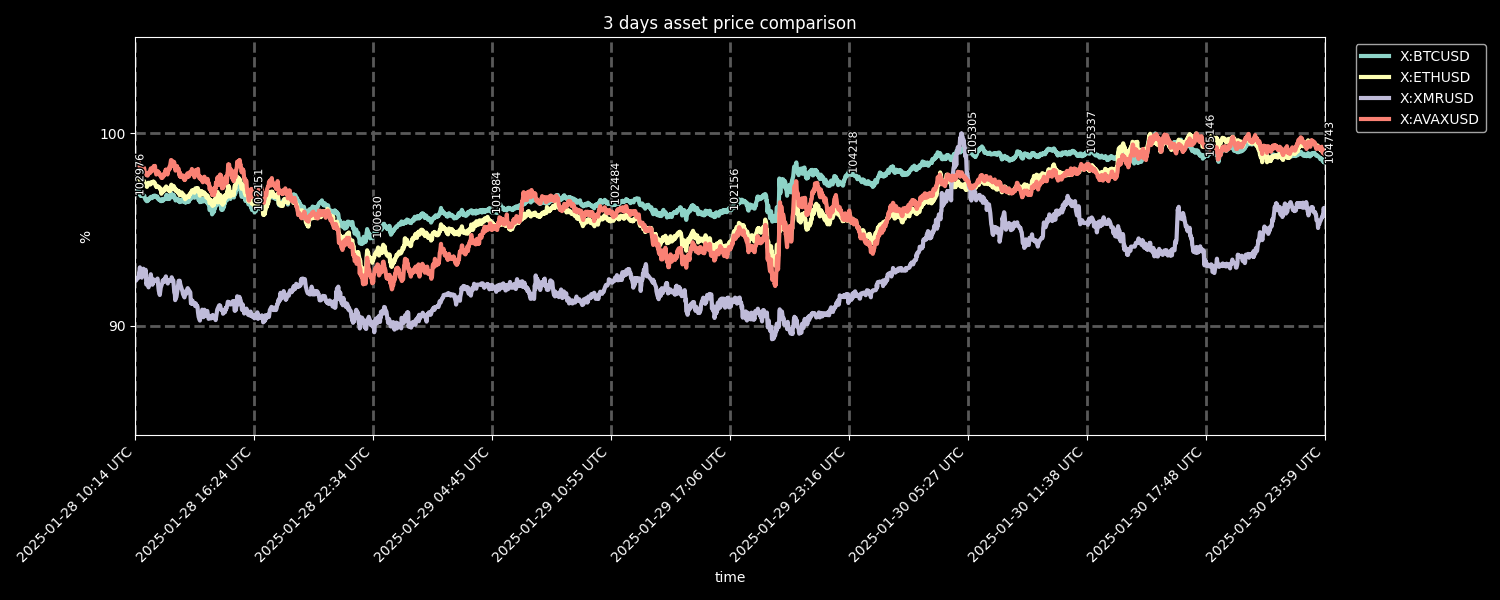 3 days asset price comparison
X:BTCUSD
X:ETHUSD
X:XMRUSD
X:AVAXUSD
100
90
%
102976
102151
100630
101984
102484
102156
104218
105305
105337
105146
104743
2025-01-28 10:14 UTC
2025-01-28 16:24 UTC
2025-01-28 22:34 UTC
2025-01-29 04:45 UTC
2025-01-29 10:55 UTC
2025-01-29 17:06 UTC
2025-01-29 23:16 UTC
2025-01-30 05:27 UTC
2025-01-30 11:38 UTC
2025-01-30 17:48 UTC
2025-01-30 23:59 UTC
time